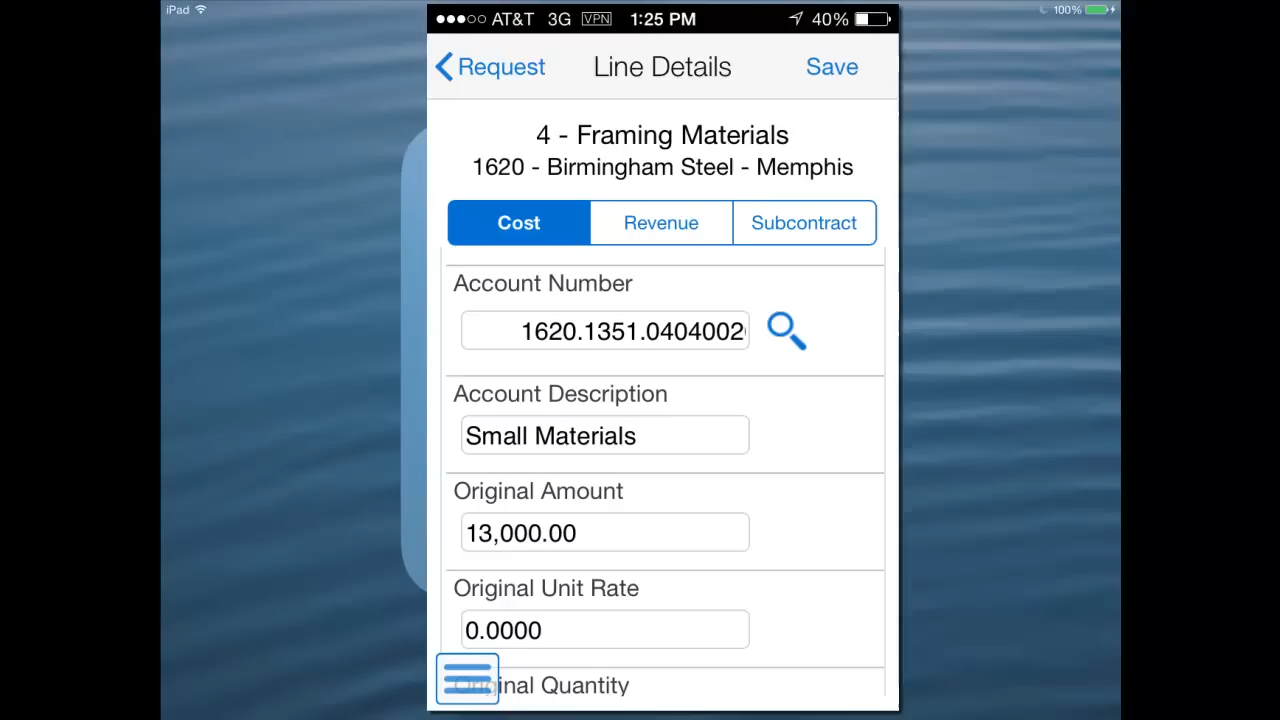 iPad 100%
AT&T 3G VPN 1:25 PM 40%
Request Line Details Save
4 - Framing Materials
1620 - Birmingham Steel - Memphis
Cost Revenue Subcontract
Account Number
1620.1351.0404002
Account Description
Small Materials
Original Amount
13,000.00
Original Unit Rate
0.0000
Original Quantity